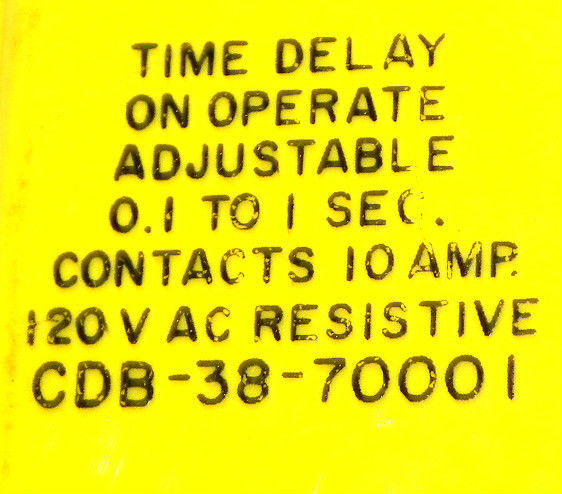 TIME DELAY
ON OPERATE
ADJUSTABLE
0.1 TO 1 SEC.
CONTACTS 10 AMP.
120 V AC RESISTIVE
CDB-38-70001